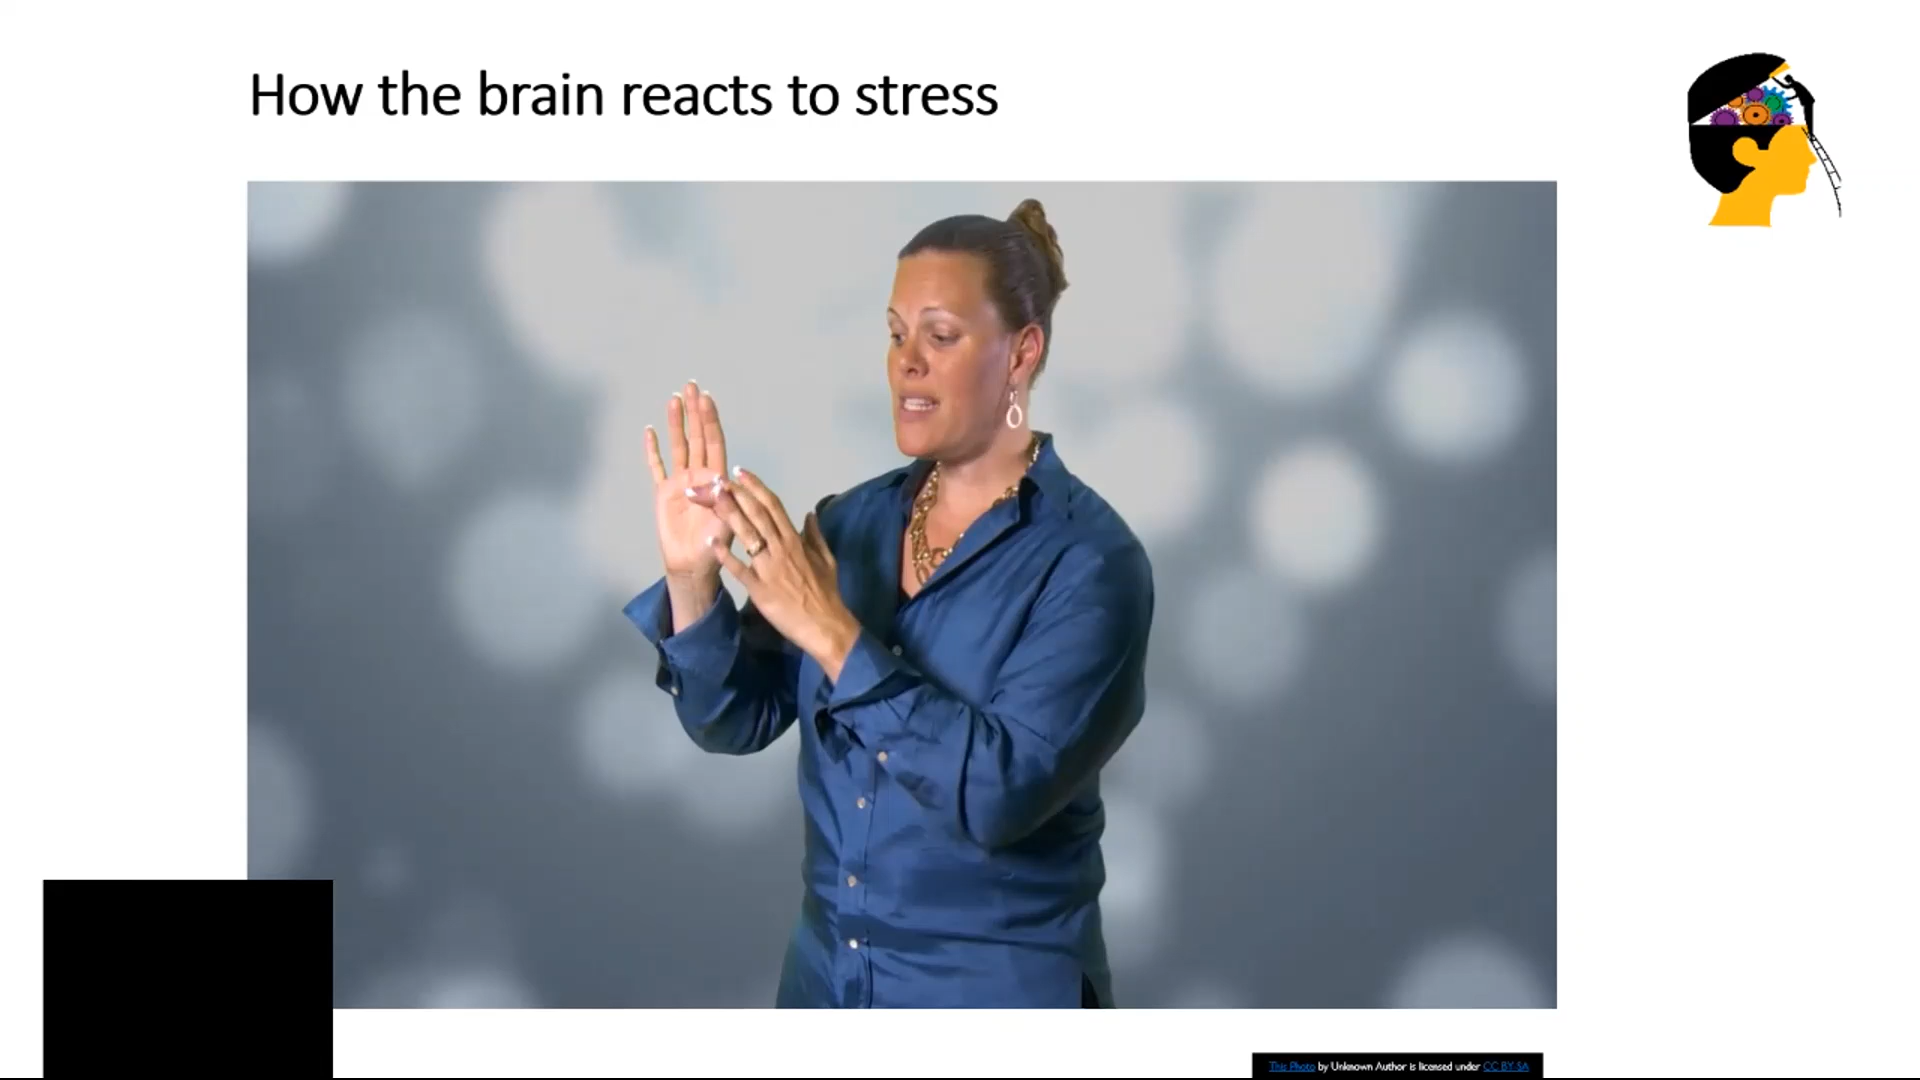 How the brain reacts to stress
This Photo by Unknown Author is licensed under CC BY-SA